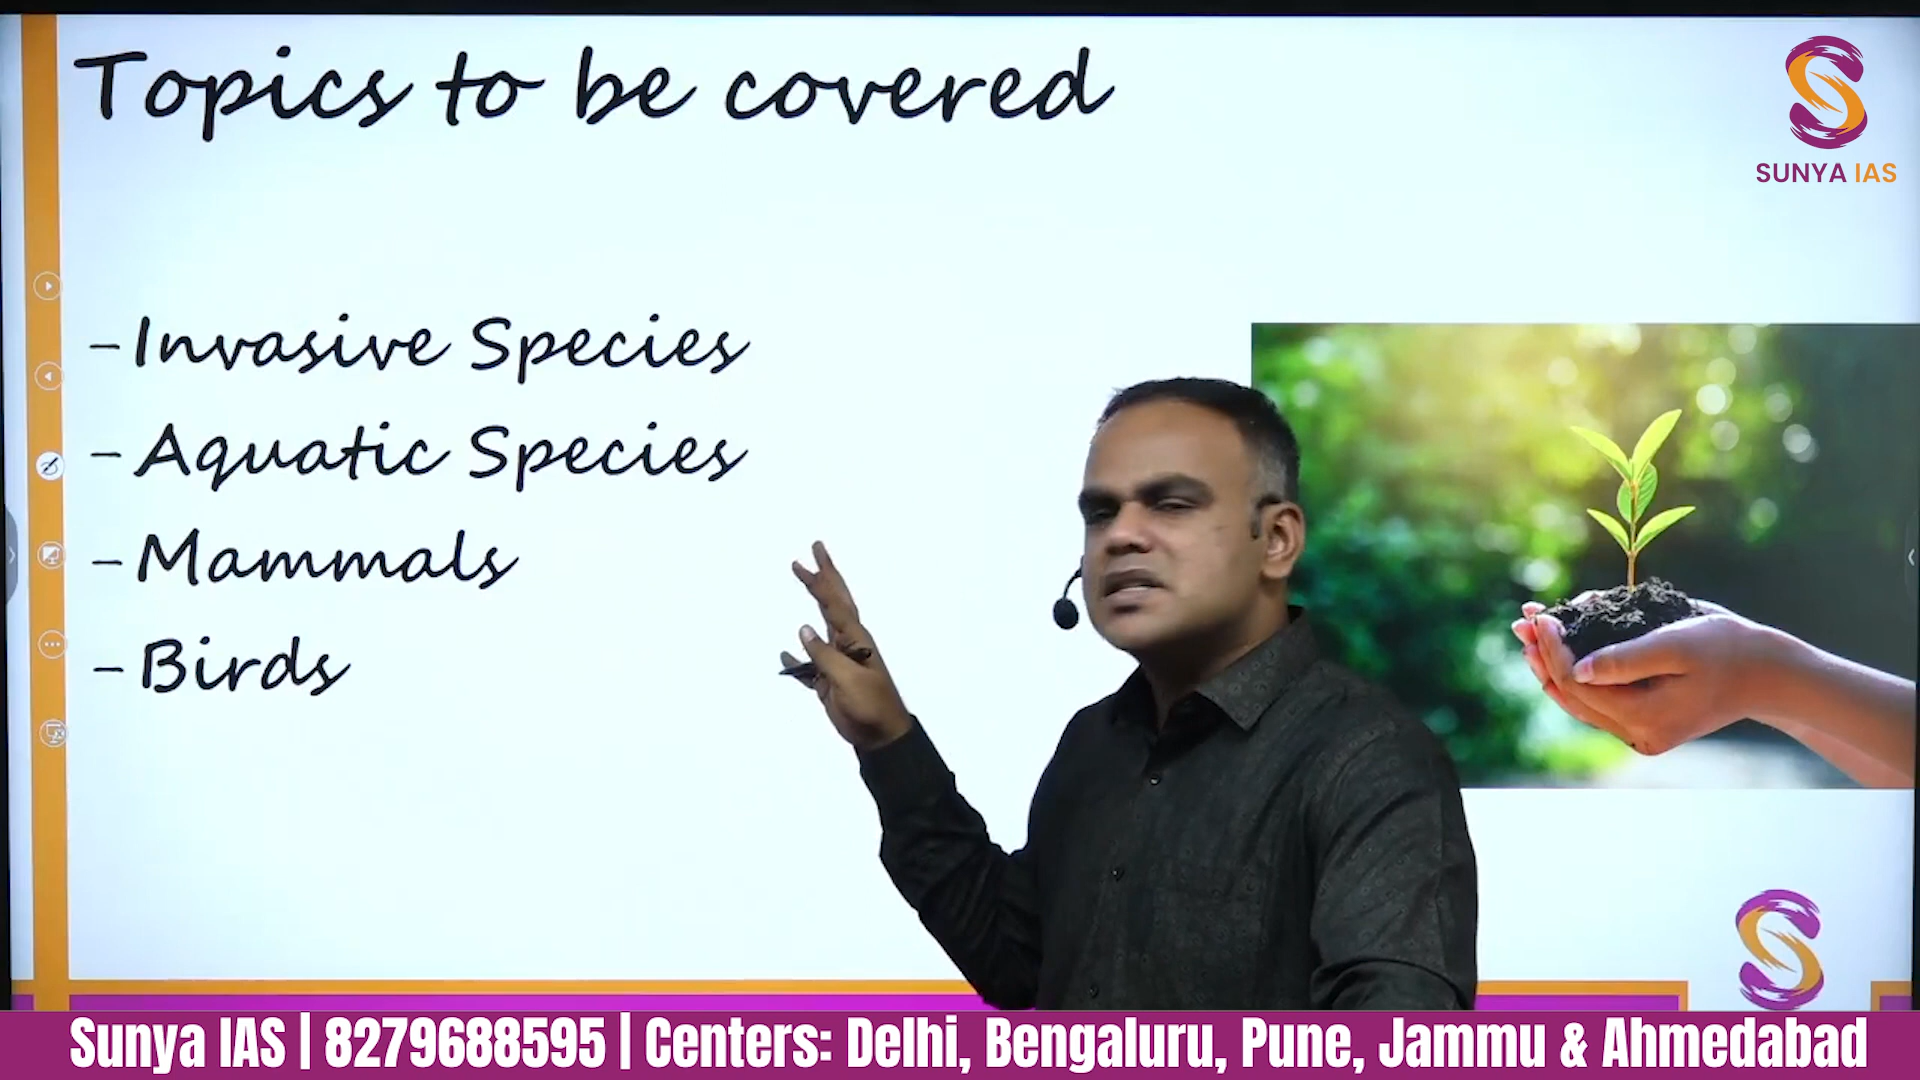 Topics to be covered
SUNYA IAS
- Invasive Species
- Aquatic Species
- Mammals
- Birds
Sunya IAS | 8279688595 | Centers: Delhi, Bengaluru, Pune, Jammu & Ahmedabad